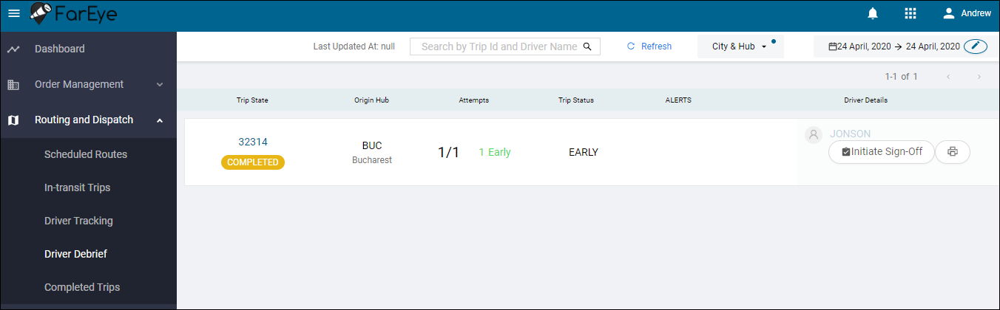 FarEye
Andrew
Dashboard
Order Management
Routing and Dispatch
Scheduled Routes
In-transit Trips
Driver Tracking
Driver Debrief
Completed Trips
Last Updated At: null
Search by Trip Id and Driver Name
Refresh
City & Hub
24 April, 2020 → 24 April, 2020
1-1 of 1
Trip State Origin Hub Attempts Trip Status ALERTS Driver Details
32314
COMPLETED
BUC
Bucharest
1/1 1 Early
EARLY
JONSON
Initiate Sign-Off